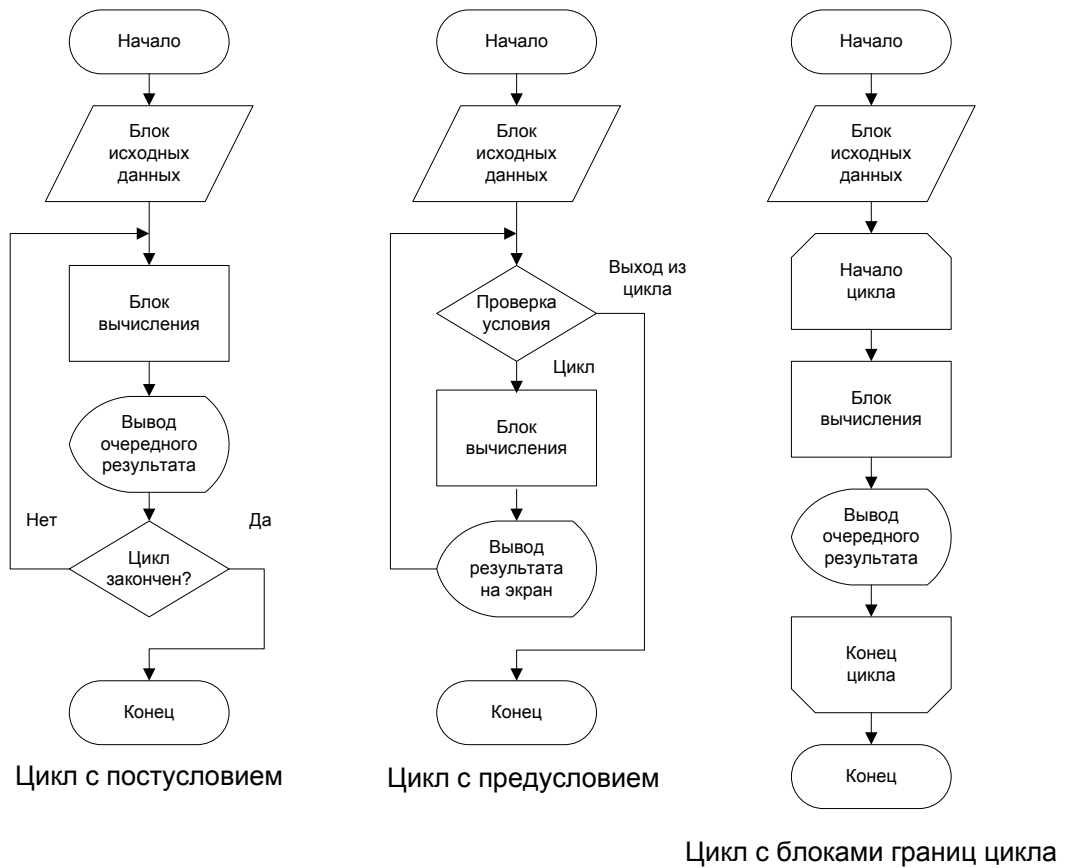 Начало
Блок
исходных
данных
Блок
вычисления
Вывод
очередного
результата
Нет
Да
Цикл
закончен?
Конец
Цикл с постусловием
Начало
Блок
исходных
данных
Выход из
цикла
Проверка
условия
Цикл
Блок
вычисления
Вывод
результата
на экран
Конец
Цикл с предусловием
Начало
Блок
исходных
данных
Начало
цикла
Блок
вычисления
Вывод
очередного
результата
Конец
цикла
Конец
Цикл с блоками границ цикла